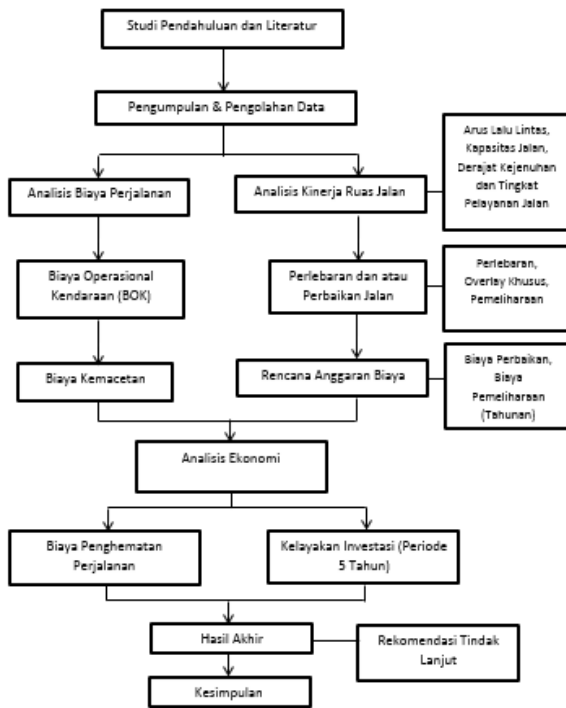 Studi Pendahuluan dan Literatur
Pengumpulan & Pengolahan Data
Analisis Biaya Perjalanan
Analisis Kinerja Ruas Jalan
Arus Lalu Lintas,
Kapasitas Jalan,
Derajat Kejenuhan
dan Tingkat
Pelayanan Jalan
Biaya Operasional
Kendaraan (BOK)
Perlebaran dan atau
Perbaikan Jalan
Perlebaran,
Overlay Khusus,
Pemeliharaan
Biaya Kemacetan
Rencana Anggaran Biaya
Biaya Perbaikan,
Biaya
Pemeliharaan
(Tahunan)
Analisis Ekonomi
Biaya Penghematan
Perjalanan
Kelayakan Investasi (Periode
5 Tahun)
Hasil Akhir
Rekomendasi Tindak
Lanjut
Kesimpulan